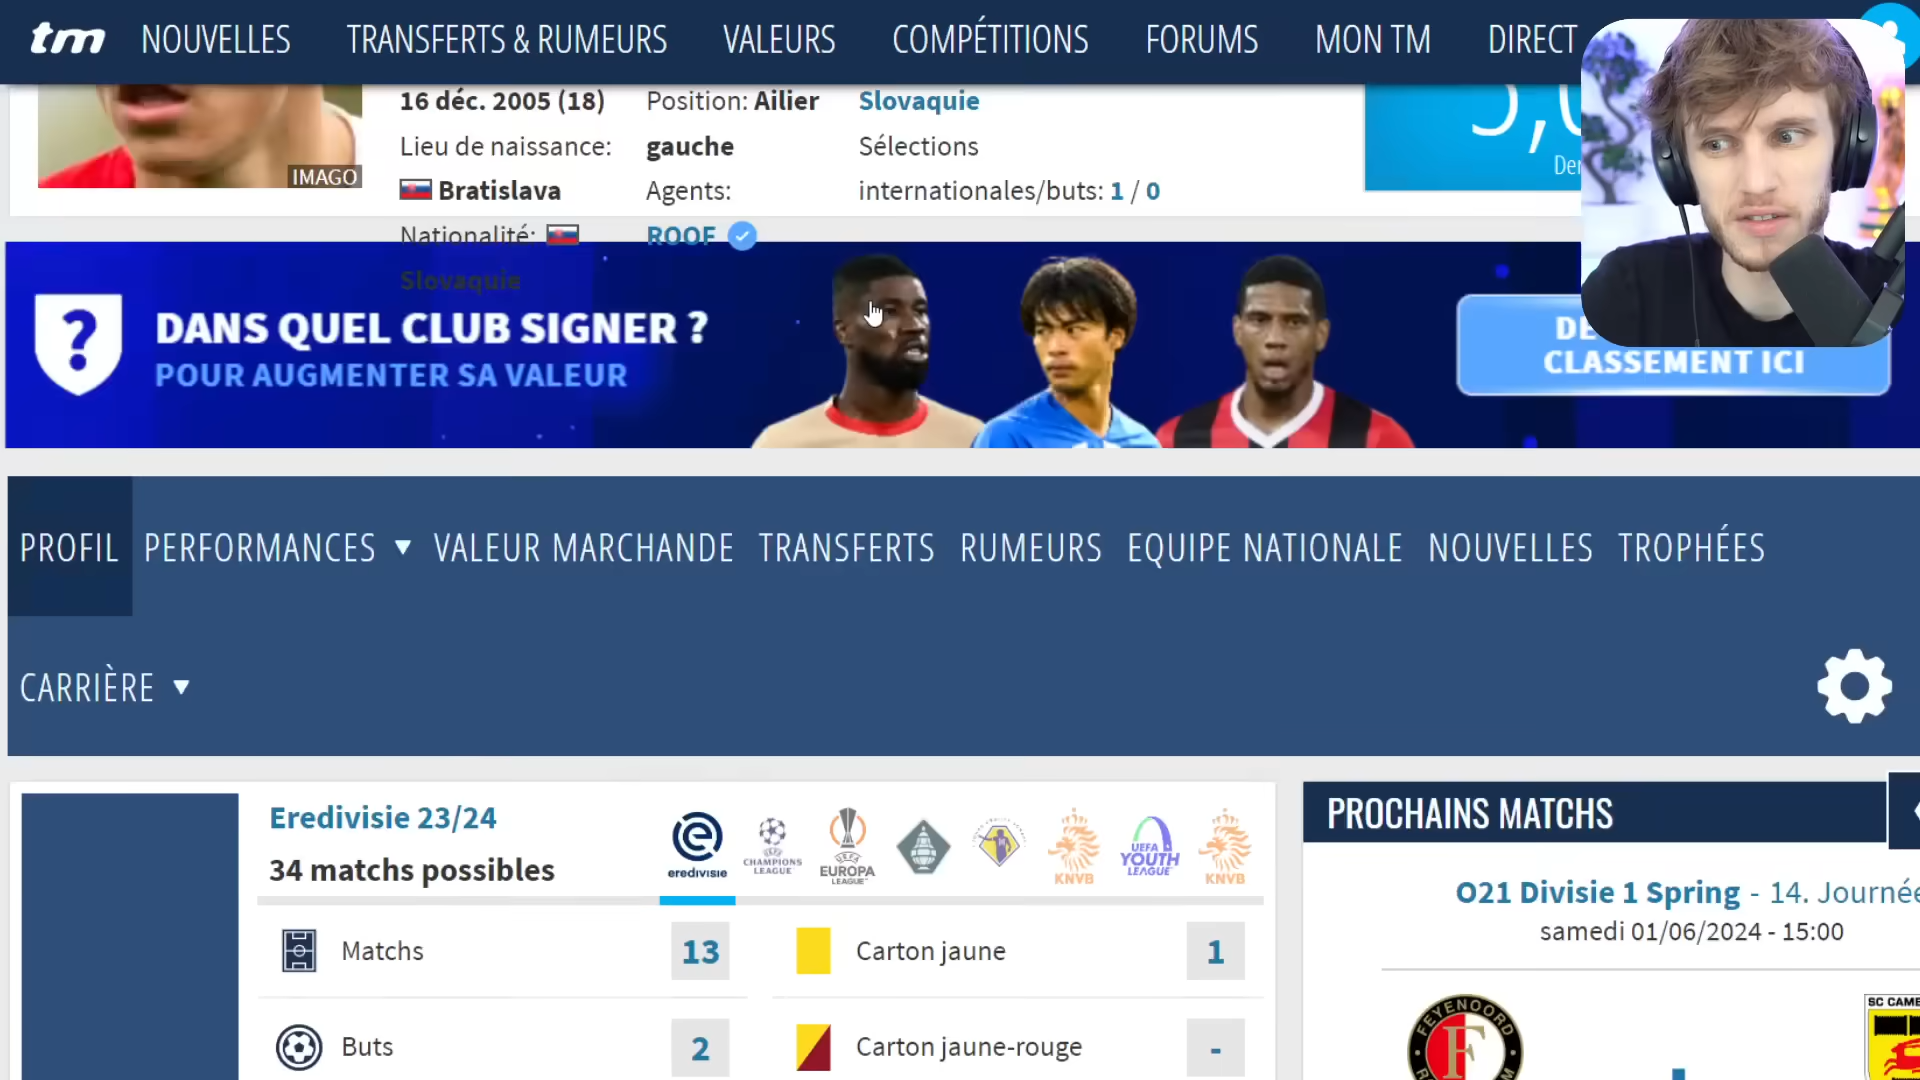 tm NOUVELLES TRANSFERTS & RUMEURS VALEURS COMPÉTITIONS FORUMS MON TM DIRECT
IMAGO
16 déc. 2005 (18)
Lieu de naissance:
Bratislava
Nationalité:
Slovaquie
Position: Ailier
gauche
Agents:
ROOF
Slovaquie
Sélections
internationales/buts: 1 / 0
DANS QUEL CLUB SIGNER ?
POUR AUGMENTER SA VALEUR
CLASSEMENT ICI
PROFIL PERFORMANCES VALEUR MARCHANDE TRANSFERTS RUMEURS EQUIPE NATIONALE NOUVELLES TROPHÉES
CARRIÈRE
Eredivisie 23/24
34 matchs possibles
eredivisie
CHAMPIONS
LEAGUE
EUROPA
LEAGUE
KNVB
UEFA
YOUTH
LEAGUE
KNVB
Matchs 13
Carton jaune 1
Buts 2
Carton jaune-rouge -
PROCHAINS MATCHS
O21 Divisie 1 Spring - 14. Journée
samedi 01/06/2024 - 15:00
FEYENOORD
F